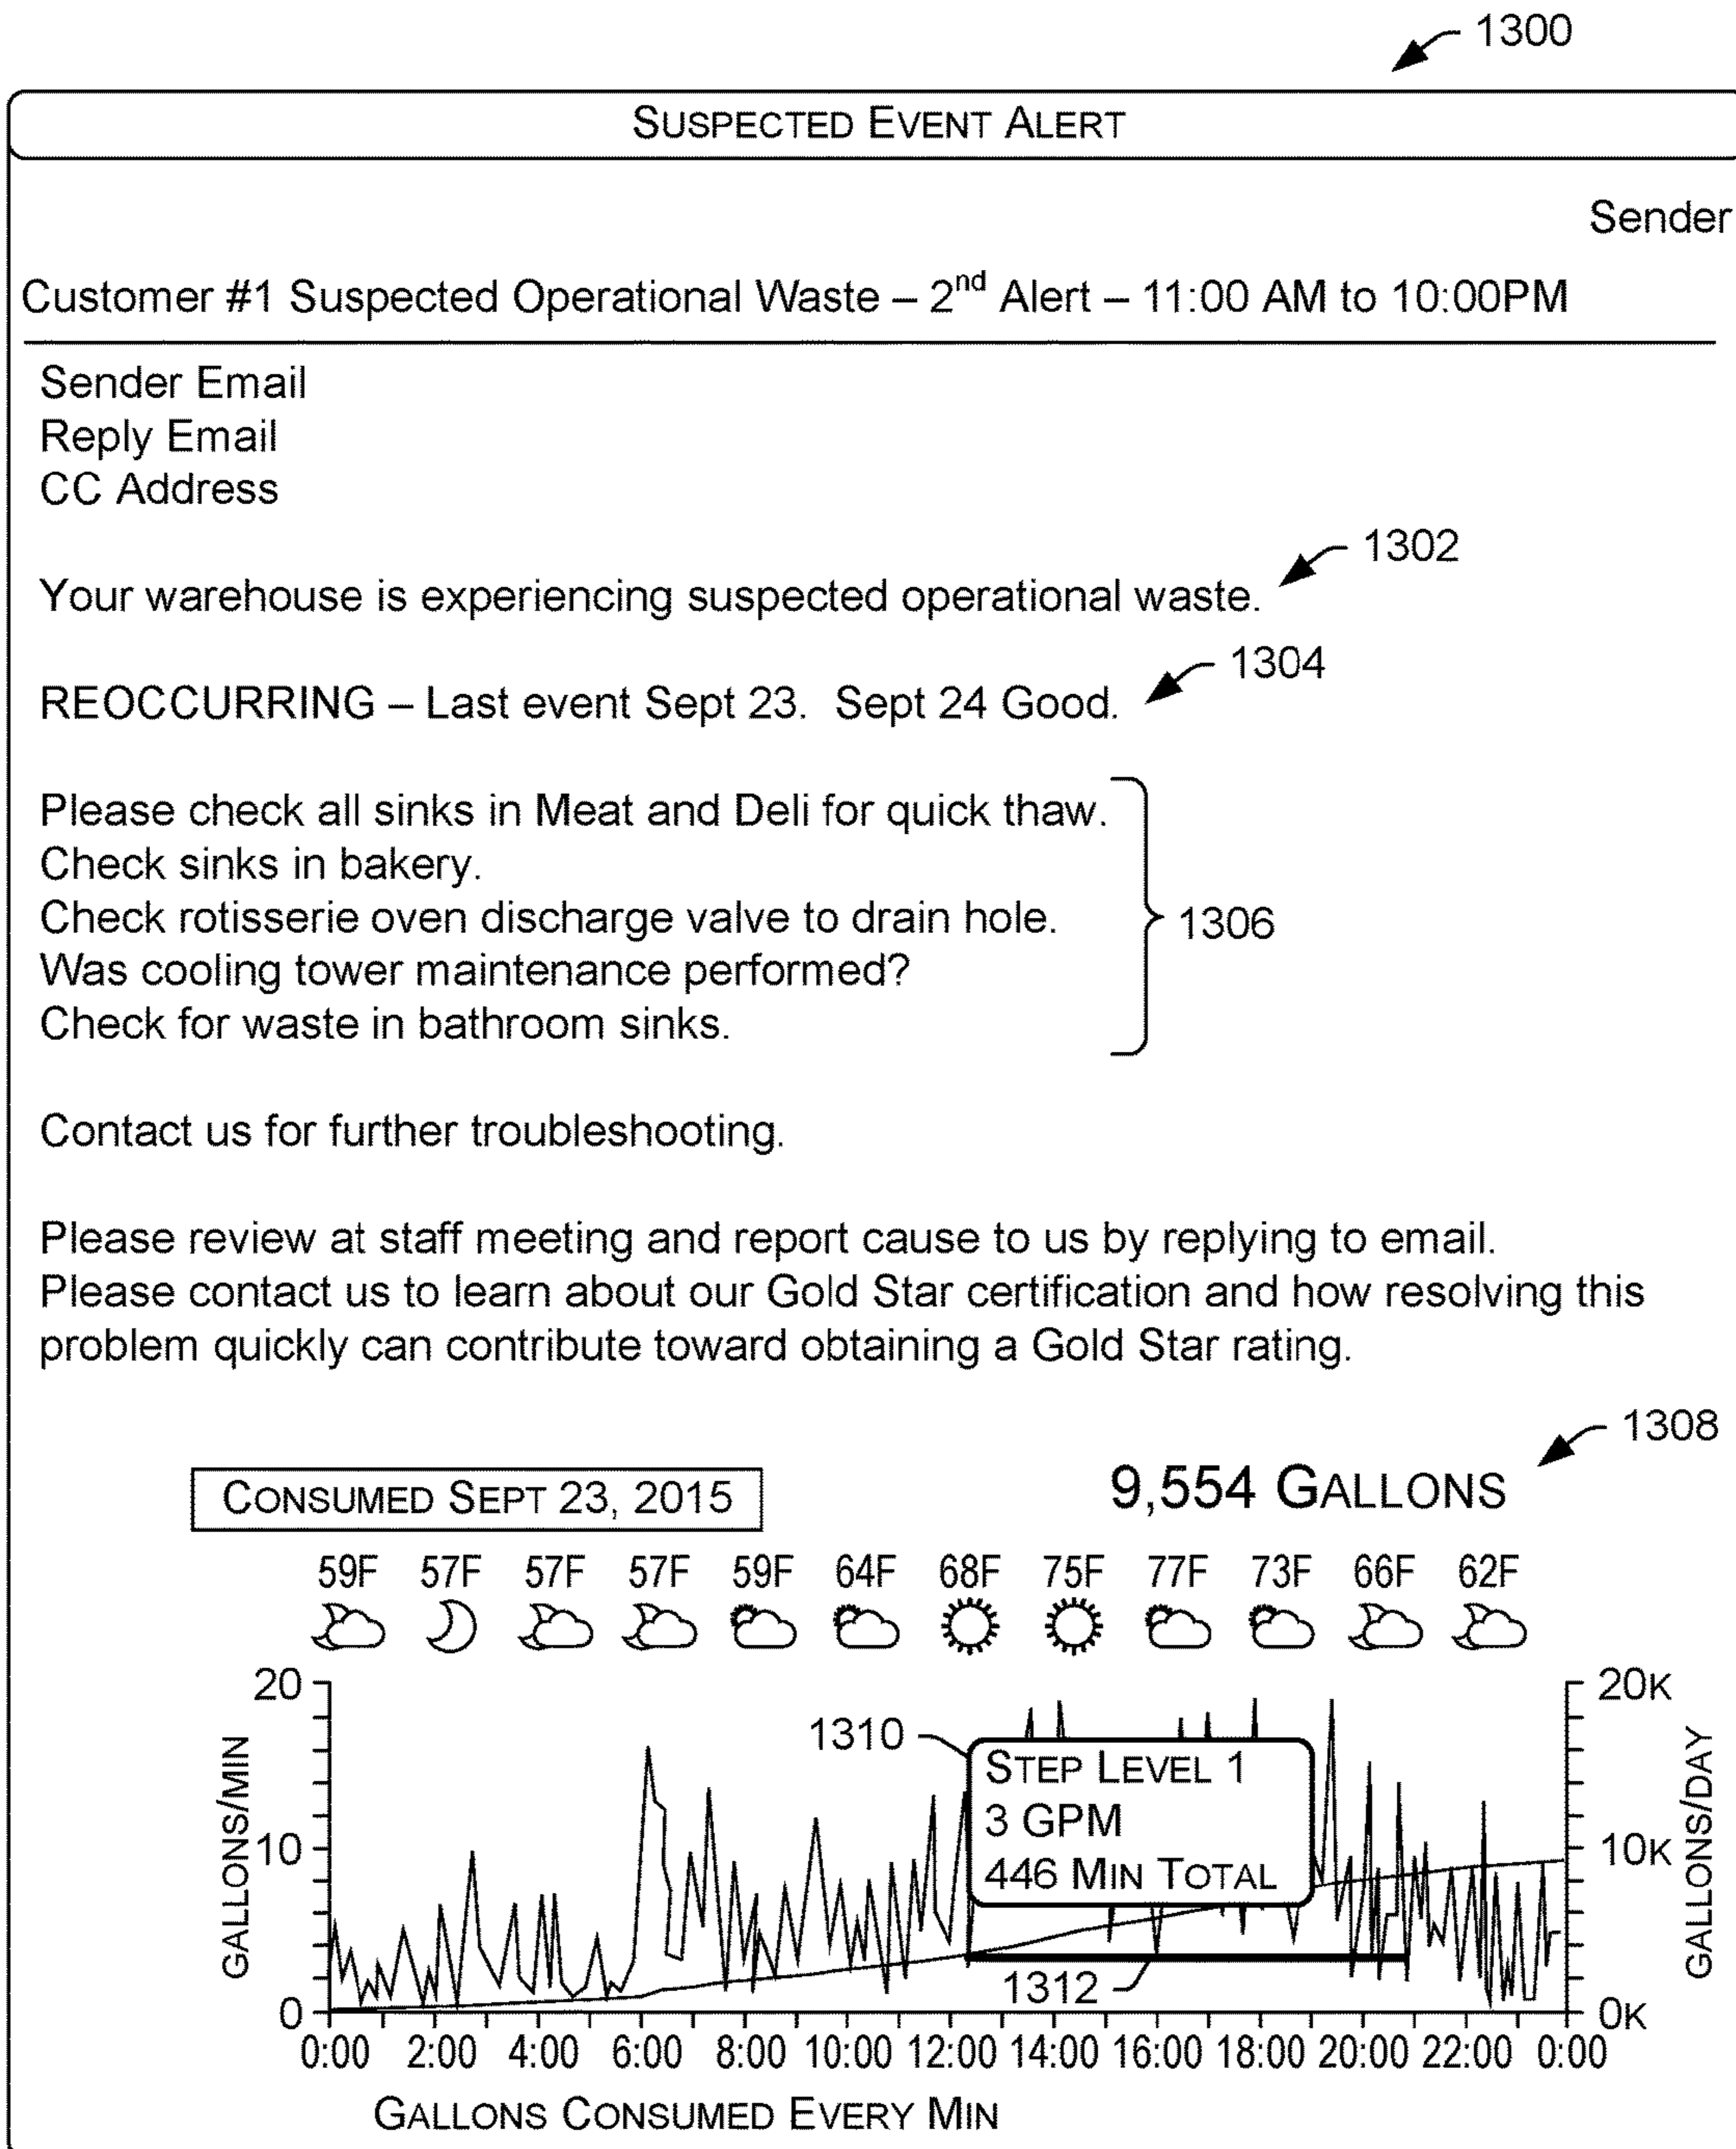 1300
SUSPECTED EVENT ALERT
Sender
Customer #1 Suspected Operational Waste – 2nd Alert – 11:00 AM to 10:00PM
Sender Email
Reply Email
CC Address
1302
Your warehouse is experiencing suspected operational waste.
1304
REOCCURRING – Last event Sept 23. Sept 24 Good.
Please check all sinks in Meat and Deli for quick thaw.
Check sinks in bakery.
Check rotisserie oven discharge valve to drain hole.
Was cooling tower maintenance performed?
Check for waste in bathroom sinks.
1306
Contact us for further troubleshooting.
Please review at staff meeting and report cause to us by replying to email.
Please contact us to learn about our Gold Star certification and how resolving this
problem quickly can contribute toward obtaining a Gold Star rating.
1308
CONSUMED SEPT 23, 2015
9,554 GALLONS
59F 57F 57F 57F 59F 64F 68F 75F 77F 73F 66F 62F
20
10
0
GALLONS/MIN
1310
STEP LEVEL 1
3 GPM
446 MIN TOTAL
1312
20K
10K
0K
GALLONS/DAY
0:00 2:00 4:00 6:00 8:00 10:00 12:00 14:00 16:00 18:00 20:00 22:00 0:00
GALLONS CONSUMED EVERY MIN